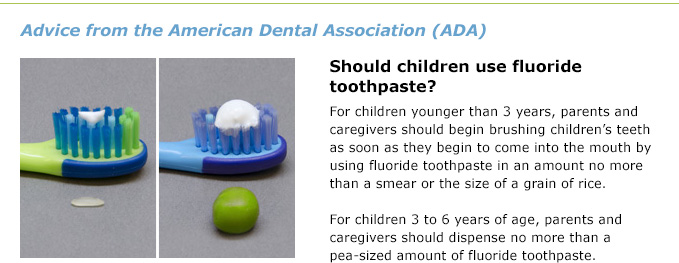 Advice from the American Dental Association (ADA)
Should children use fluoride
toothpaste?
For children younger than 3 years, parents and
caregivers should begin brushing children’s teeth
as soon as they begin to come into the mouth by
using fluoride toothpaste in an amount no more
than a smear or the size of a grain of rice.
For children 3 to 6 years of age, parents and
caregivers should dispense no more than a
pea-sized amount of fluoride toothpaste.